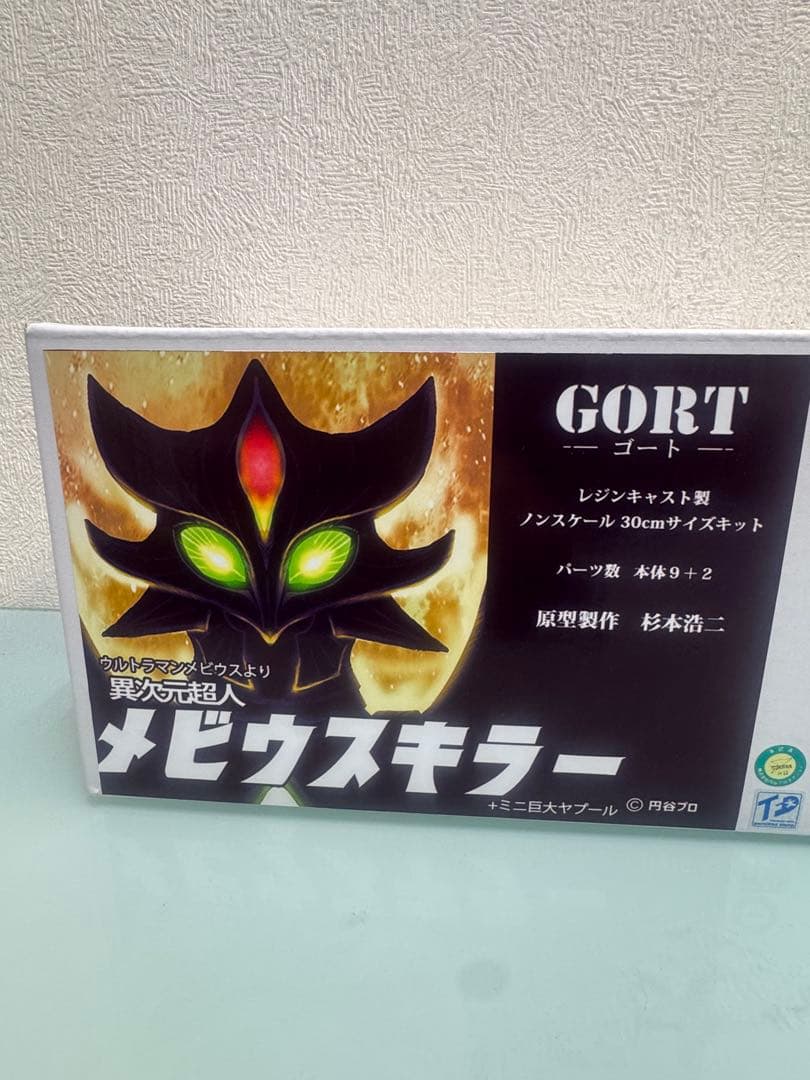 GORT
ゴート
レジンキャスト製
ノンスケール 30cmサイズキット
パーツ数 本体9+2
原型製作 杉本浩二
ウルトラマンメビウスより
異次元超人
メビウスキラー
+ミニ巨大ヤプール © 円谷プロ